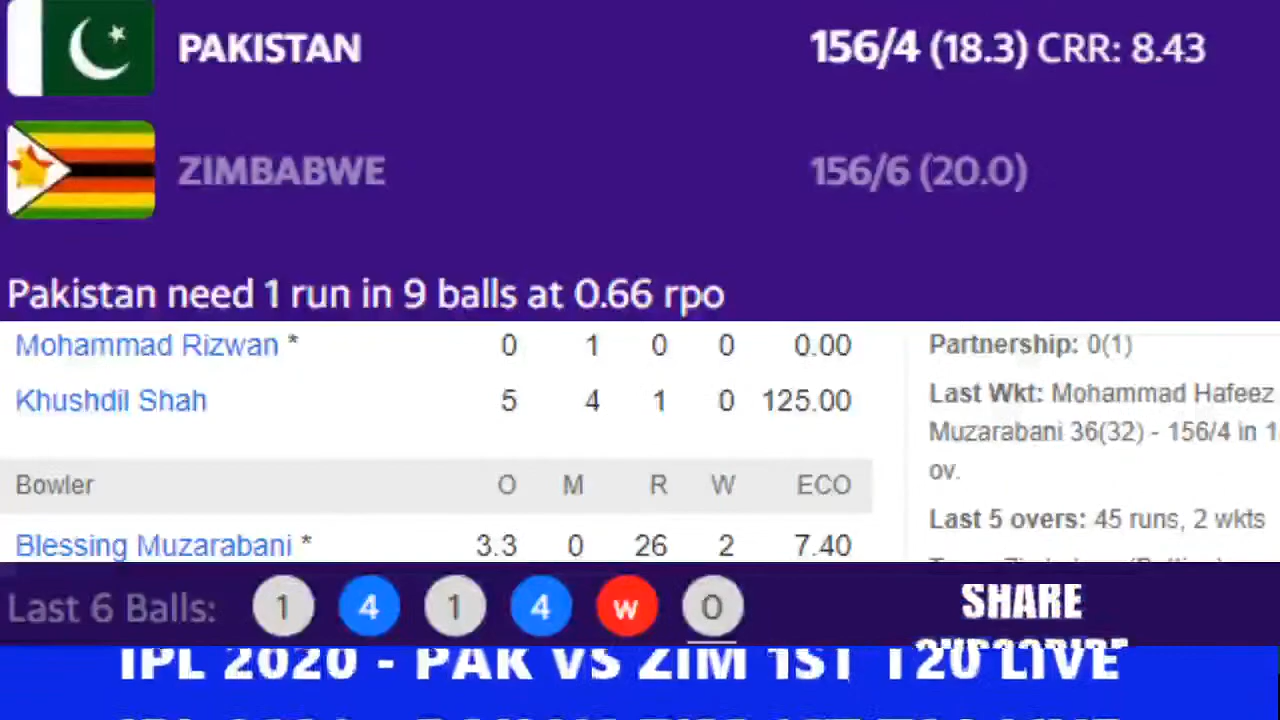 PAKISTAN 156/4 (18.3) CRR: 8.43
ZIMBABWE 156/6 (20.0)
Pakistan need 1 run in 9 balls at 0.66 rpo
Mohammad Rizwan * 0 1 0 0 0.00
Khushdil Shah 5 4 1 0 125.00
Bowler O M R W ECO
Blessing Muzarabani * 3.3 0 26 2 7.40
Partnership: 0(1)
Last Wkt: Mohammad Hafeez
Muzarabani 36(32) - 156/4 in 1
ov.
Last 5 overs: 45 runs, 2 wkts
Last 6 Balls: 1 4 1 4 W 0
SHARE
SUBSCRIBE
IPL 2020 - PAK VS ZIM 1ST T20 LIVE